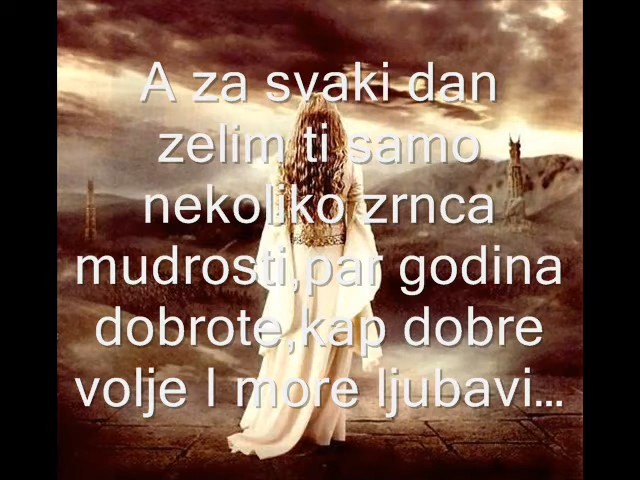 A za svaki dan
zelim ti samo
nekoliko zrnca
mudrosti,par godina
dobrote,kap dobre
volje I more ljubavi...